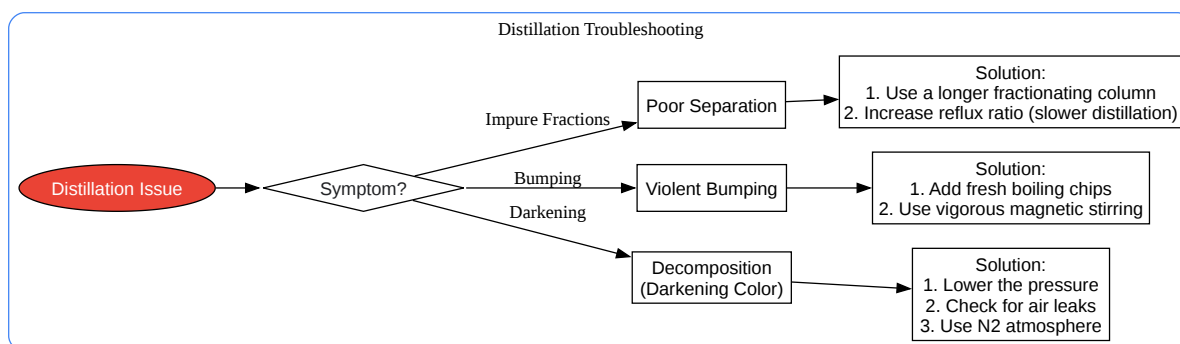 Distillation Troubleshooting
Distillation Issue
Symptom?
Impure Fractions
Poor Separation
Solution:
1. Use a longer fractionating column
2. Increase reflux ratio (slower distillation)
Bumping
Violent Bumping
Solution:
1. Add fresh boiling chips
2. Use vigorous magnetic stirring
Darkening
Decomposition
(Darkening Color)
Solution:
1. Lower the pressure
2. Check for air leaks
3. Use N2 atmosphere